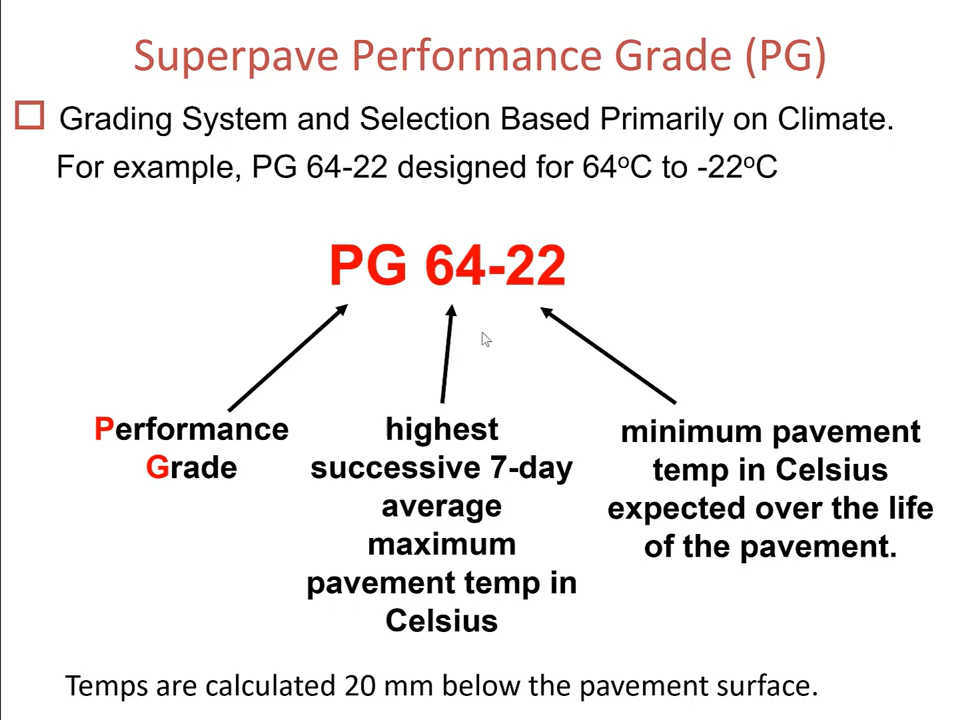 Superpave Performance Grade (PG)
Grading System and Selection Based Primarily on Climate.
For example, PG 64-22 designed for 64°C to -22°C
PG 64-22
Performance
Grade
highest
successive 7-day
average
maximum
pavement temp in
Celsius
minimum pavement
temp in Celsius
expected over the life
of the pavement.
Temps are calculated 20 mm below the pavement surface.